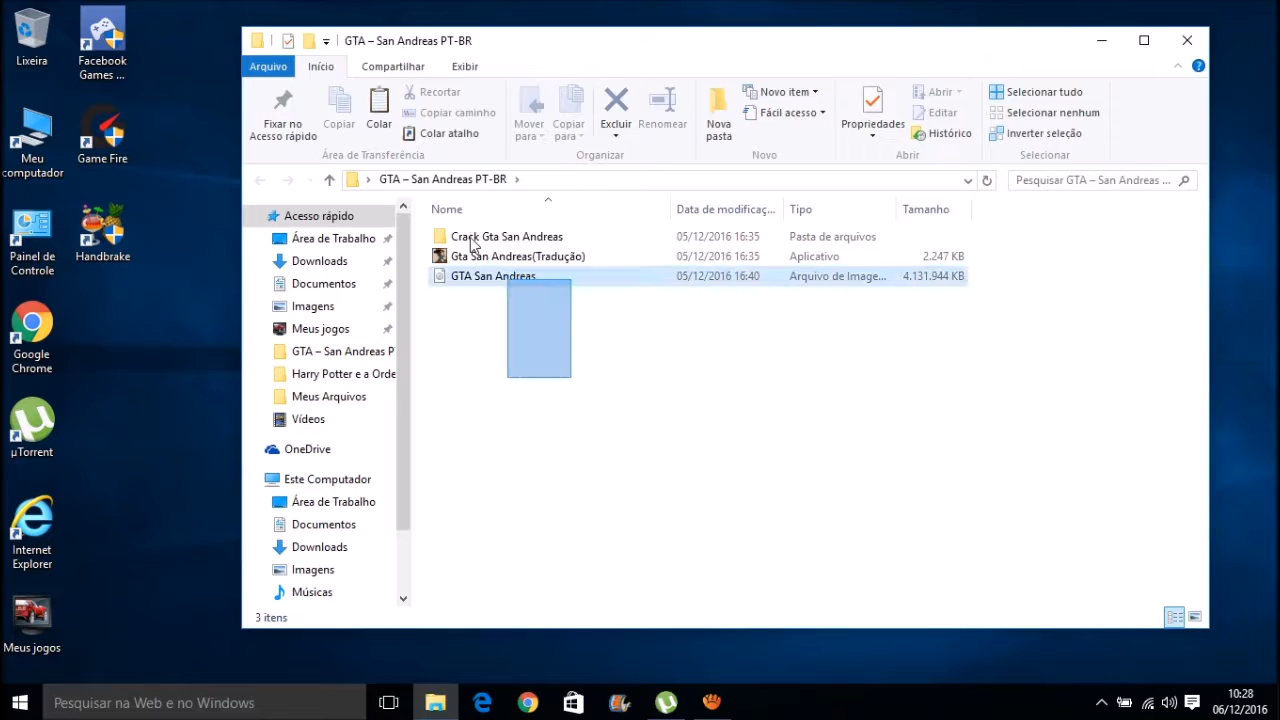 Lixeira
Facebook
Games ...
Meu
computador
Game Fire
Painel de
Controle
Handbrake
Google
Chrome
µTorrent
Internet
Explorer
Meus jogos
GTA – San Andreas PT-BR
Arquivo
Início
Compartilhar
Exibir
Fixar no
Acesso rápido
Copiar
Colar
Recortar
Copiar caminho
Colar atalho
Área de Transferência
Mover
para
Copiar
para
Excluir
Renomear
Organizar
Nova
pasta
Novo item
Fácil acesso
Novo
Propriedades
Abrir
Editar
Histórico
Abrir
Selecionar tudo
Selecionar nenhum
Inverter seleção
Selecionar
GTA – San Andreas PT-BR
Pesquisar GTA – San Andreas ...
Acesso rápido
Área de Trabalho
Downloads
Documentos
Imagens
Meus jogos
GTA – San Andreas P
Harry Potter e a Orde
Meus Arquivos
Vídeos
OneDrive
Este Computador
Área de Trabalho
Documentos
Downloads
Imagens
Músicas
Nome Data de modificaç... Tipo Tamanho
Crack Gta San Andreas 05/12/2016 16:35 Pasta de arquivos
Gta San Andreas(Tradução) 05/12/2016 16:35 Aplicativo 2.247 KB
GTA San Andreas 05/12/2016 16:40 Arquivo de Image... 4.131.944 KB
3 itens
Pesquisar na Web e no Windows
10:28
06/12/2016